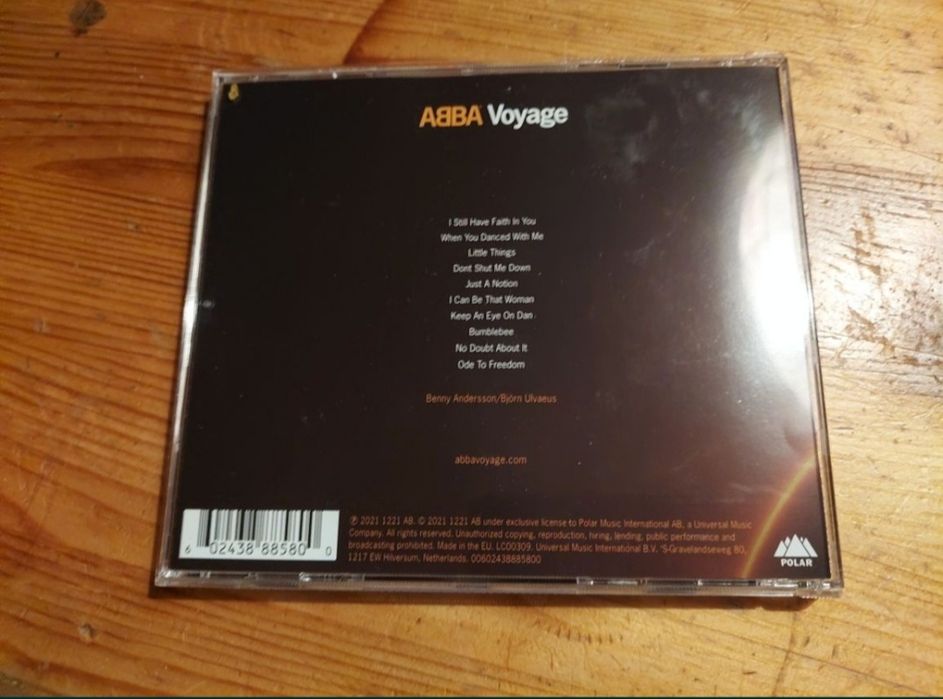 ABBA Voyage
I Still Have Faith In You
When You Danced With Me
Little Things
Dont Shut Me Down
Just A Notion
I Can Be That Woman
Keep An Eye On Dan
Bumblebee
No Doubt About It
Ode To Freedom
Benny Andersson/Björn Ulvaeus
abbavoyage.com
℗ 2021 1221 AB. © 2021 1221 AB under exclusive license to Polar Music International AB, a Universal Music
Company. All rights reserved. Unauthorized copying, reproduction, hiring, lending, public performance and
broadcasting prohibited. Made in the EU. LC00309. Universal Music International B.V. 'S-Gravelandseweg 80,
1217 EW Hilversum, Netherlands. 00602438885800
6 02438 88580 0
POLAR